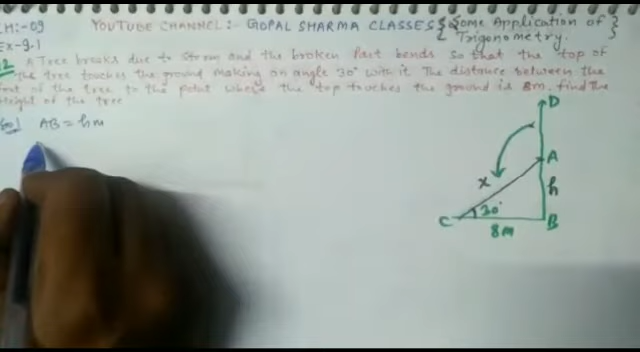 CH:-09 YOUTUBE CHANNEL:- GOPAL SHARMA CLASSES { Some Application of Trigonometry. }
Ex-9.1
2 A Tree breaks due to Strom and the broken Part bends so that the top of
the tree touches the ground making an angle 30° with it. The distance between the
foot of the tree to the point where the top touches the ground is 8m. find the
height of the tree
Sol AB = hm
D
A
x
h
30°
C
8m
B